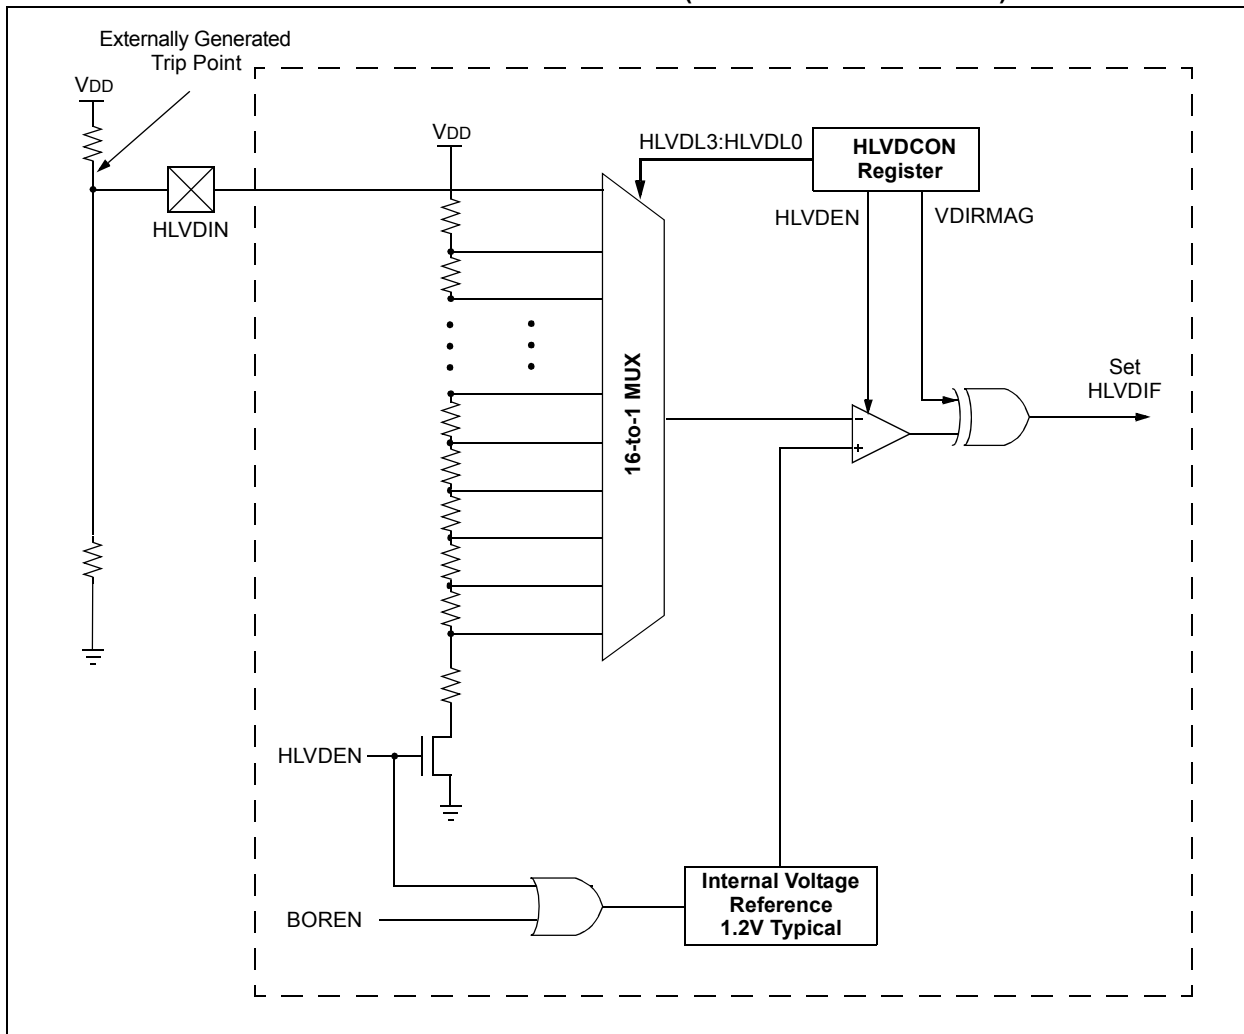 Externally Generated
Trip Point
VDD
VDD
HLVDL3:HLVDL0
HLVDCON
Register
HLVDEN
VDIRMAG
HLVDIN
16-to-1 MUX
Set
HLVDIF
-
+
HLVDEN
BOREN
Internal Voltage
Reference
1.2V Typical